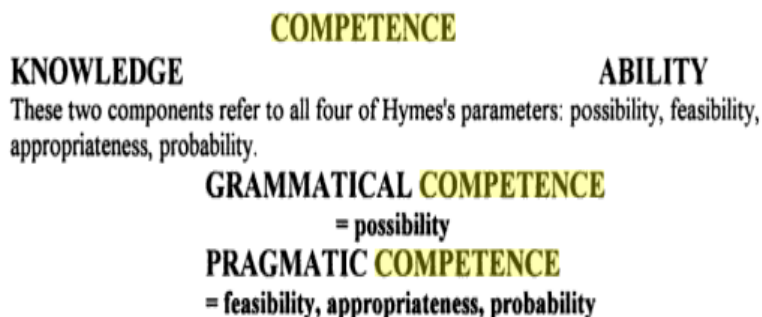 COMPETENCE
KNOWLEDGE ABILITY
These two components refer to all four of Hymes's parameters: possibility, feasibility,
appropriateness, probability.
GRAMMATICAL COMPETENCE
= possibility
PRAGMATIC COMPETENCE
= feasibility, appropriateness, probability